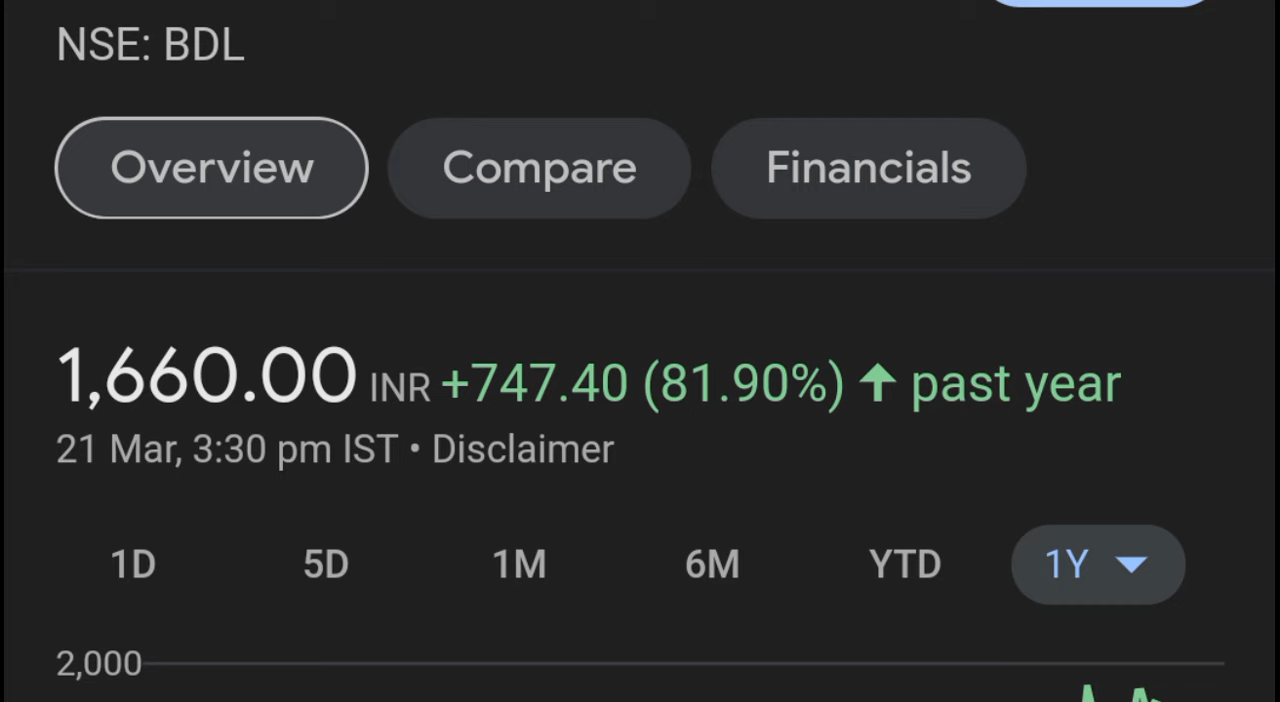 NSE: BDL
Overview Compare Financials
1,660.00 INR +747.40 (81.90%) ↑ past year
21 Mar, 3:30 pm IST • Disclaimer
1D 5D 1M 6M YTD 1Y
2,000